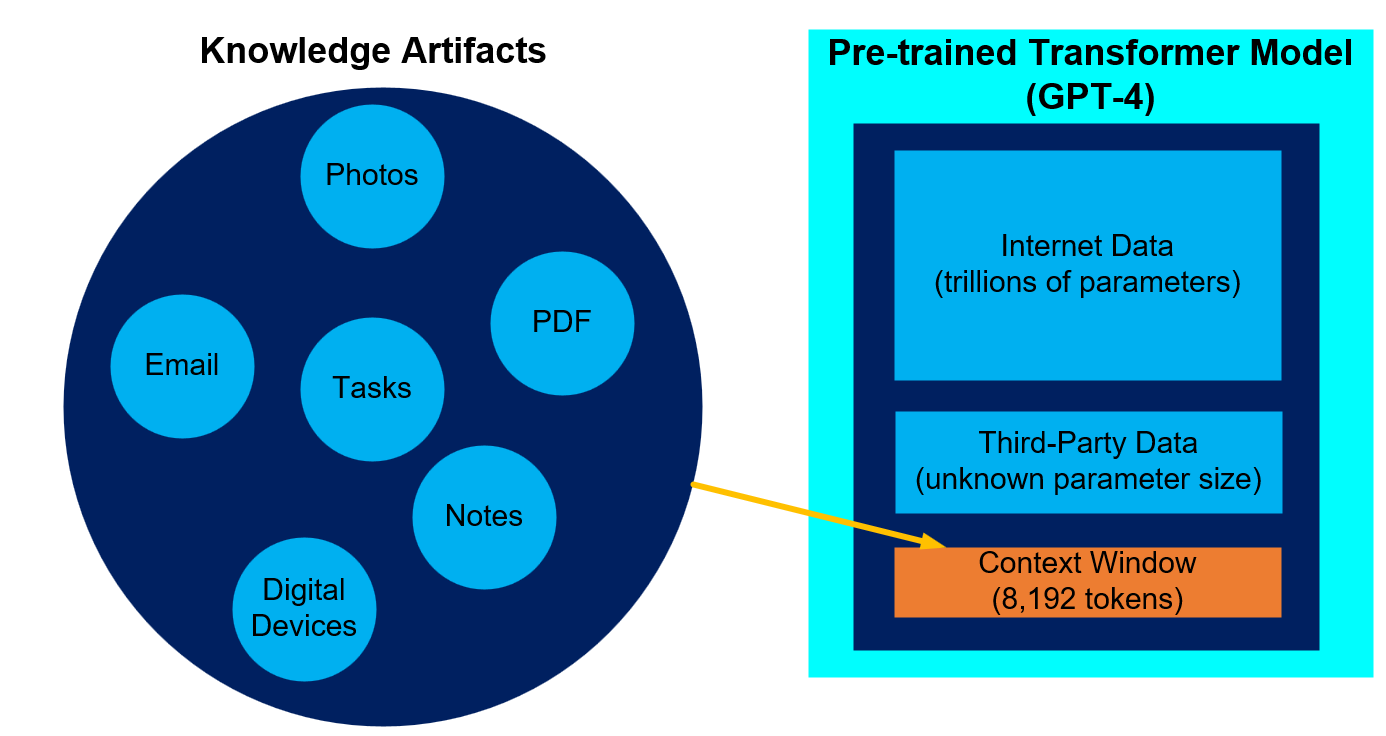 Knowledge Artifacts
Photos
PDF
Email
Tasks
Notes
Digital
Devices
Pre-trained Transformer Model
(GPT-4)
Internet Data
(trillions of parameters)
Third-Party Data
(unknown parameter size)
Context Window
(8,192 tokens)